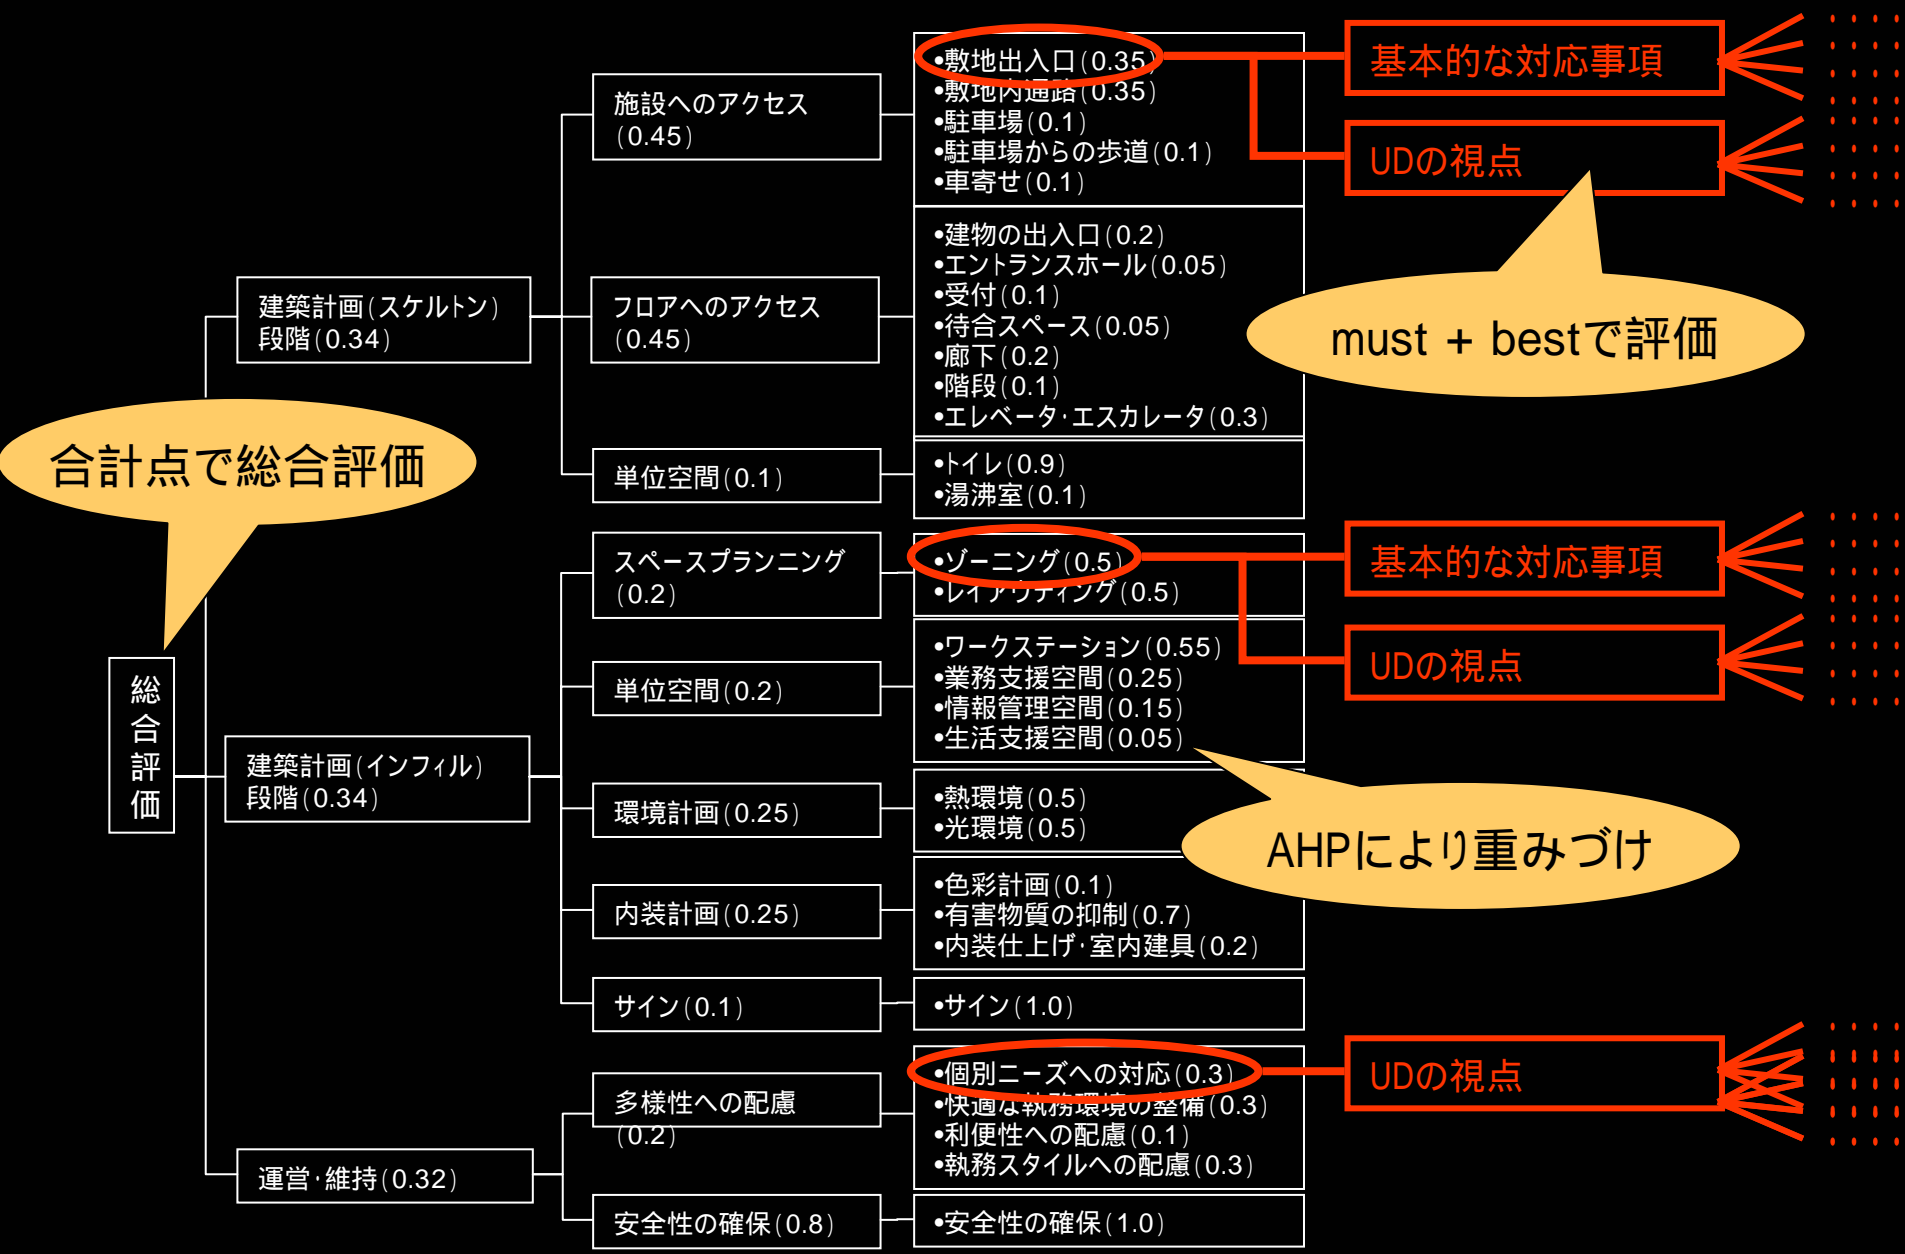 総合評価
合計点で総合評価
建築計画(スケルトン)
段階(0.34)
施設へのアクセス
(0.45)
•敷地出入口(0.35)
•敷地内通路(0.35)
•駐車場(0.1)
•駐車場からの歩道(0.1)
•車寄せ(0.1)
基本的な対応事項
UDの視点
must + bestで評価
フロアへのアクセス
(0.45)
•建物の出入口(0.2)
•エントランスホール(0.05)
•受付(0.1)
•待合スペース(0.05)
•廊下(0.2)
•階段(0.1)
•エレベータ・エスカレータ(0.3)
単位空間(0.1)
•トイレ(0.9)
•湯沸室(0.1)
建築計画(インフィル)
段階(0.34)
スペースプランニング
(0.2)
•ゾーニング(0.5)
•レイアウティング(0.5)
基本的な対応事項
UDの視点
単位空間(0.2)
•ワークステーション(0.55)
•業務支援空間(0.25)
•情報管理空間(0.15)
•生活支援空間(0.05)
AHPにより重みづけ
環境計画(0.25)
•熱環境(0.5)
•光環境(0.5)
内装計画(0.25)
•色彩計画(0.1)
•有害物質の抑制(0.7)
•内装仕上げ・室内建具(0.2)
サイン(0.1)
•サイン(1.0)
運営・維持(0.32)
多様性への配慮
(0.2)
•個別ニーズへの対応(0.3)
•快適な執務環境の整備(0.3)
•利便性への配慮(0.1)
•執務スタイルへの配慮(0.3)
UDの視点
安全性の確保(0.8)
•安全性の確保(1.0)